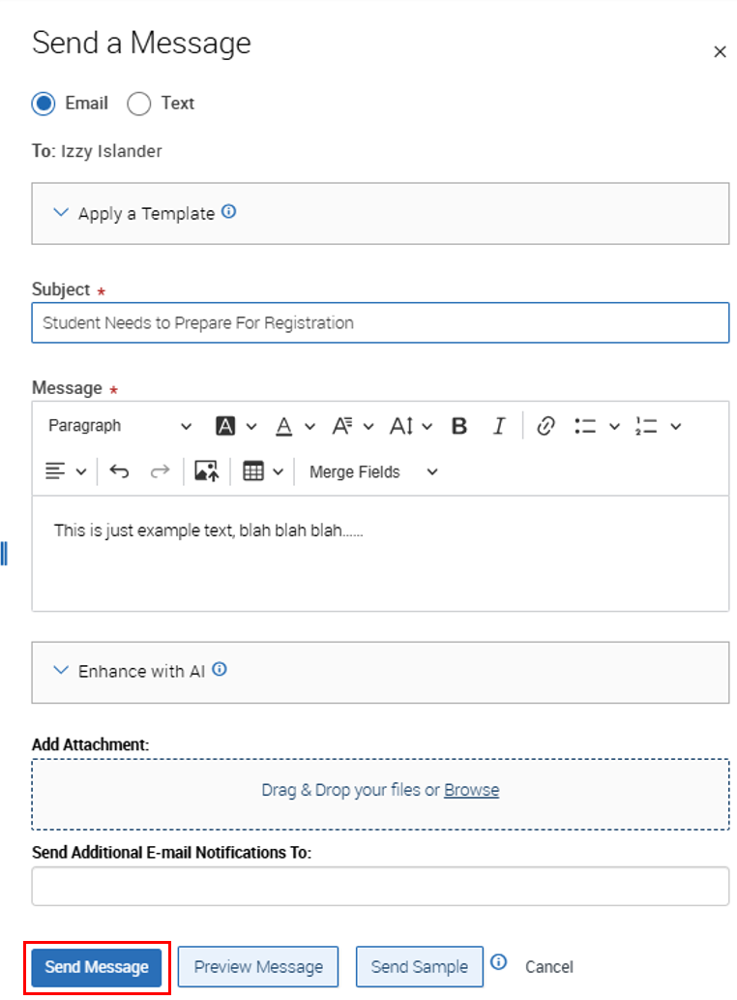 Send a Message
Email Text
To: Izzy Islander
Apply a Template
Subject *
Student Needs to Prepare For Registration
Message *
Paragraph
Merge Fields
This is just example text, blah blah blah......
Enhance with AI
Add Attachment:
Drag & Drop your files or Browse
Send Additional E-mail Notifications To:
Send Message Preview Message Send Sample Cancel